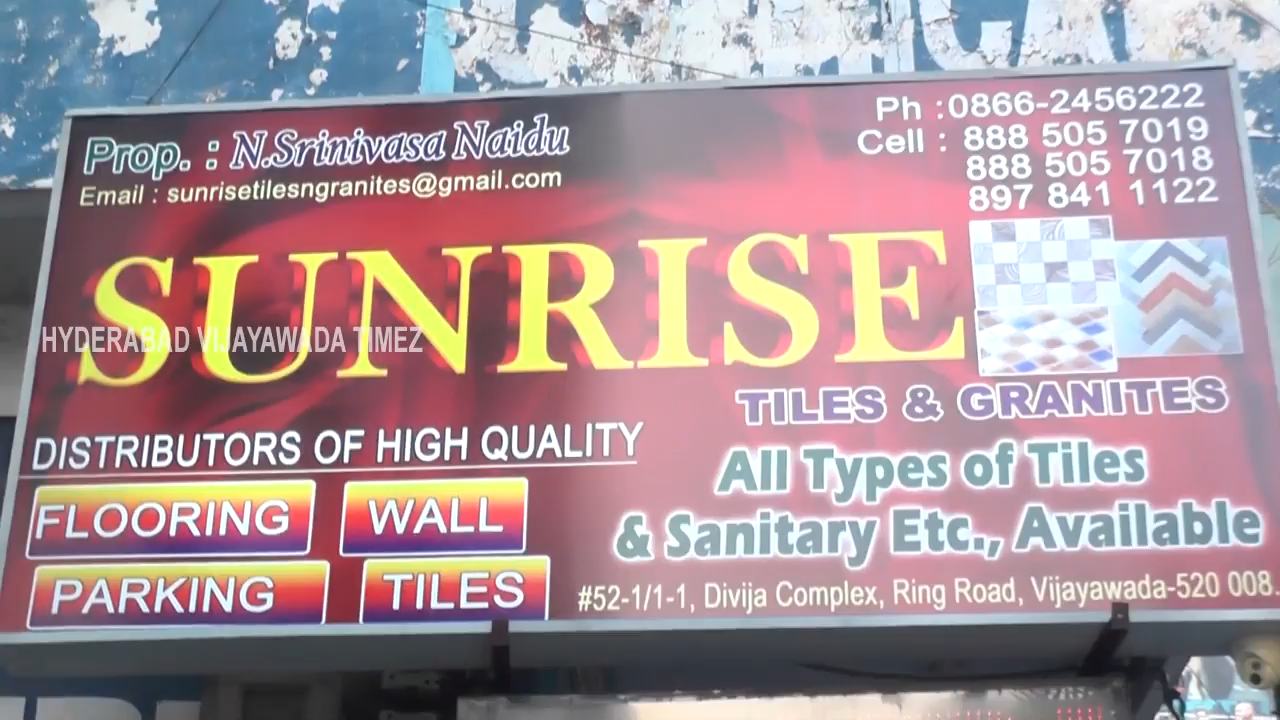 Prop. : N.Srinivasa Naidu
Email : sunrisetilesngranites@gmail.com
Ph :0866-2456222
Cell : 888 505 7019
888 505 7018
897 841 1122
SUNRISE
HYDERABAD VIJAYAWADA TIMEZ
TILES & GRANITES
DISTRIBUTORS OF HIGH QUALITY
FLOORING WALL
PARKING TILES
All Types of Tiles
& Sanitary Etc., Available
#52-1/1-1, Divija Complex, Ring Road, Vijayawada-520 008.